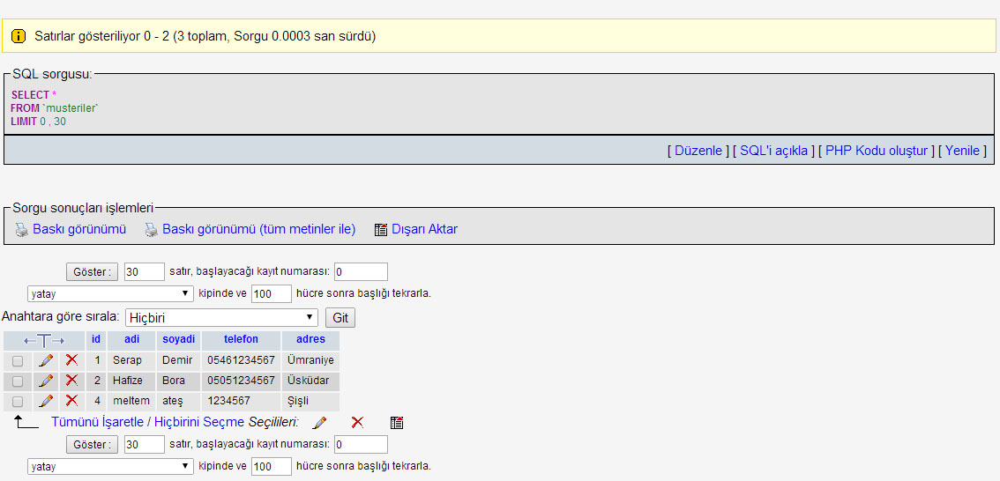 Satırlar gösteriliyor 0 - 2 (3 toplam, Sorgu 0.0003 san sürdü)
SQL sorgusu:
SELECT *
FROM `musteriler`
LIMIT 0 , 30
[ Düzenle ] [ SQL'i açıkla ] [ PHP Kodu oluştur ] [ Yenile ]
Sorgu sonuçları işlemleri
Baskı görünümü Baskı görünümü (tüm metinler ile) Dışarı Aktar
Göster : 30 satır, başlayacağı kayıt numarası: 0
yatay kipinde ve 100 hücre sonra başlığı tekrarla.
Anahtara göre sırala: Hiçbiri Git
←T→ id adi soyadi telefon adres
1 Serap Demir 05461234567 Ümraniye
2 Hafize Bora 05051234567 Üsküdar
4 meltem ateş 1234567 Şişli
Tümünü İşaretle / Hiçbirini Seçme Seçilileri:
Göster : 30 satır, başlayacağı kayıt numarası: 0
yatay kipinde ve 100 hücre sonra başlığı tekrarla.